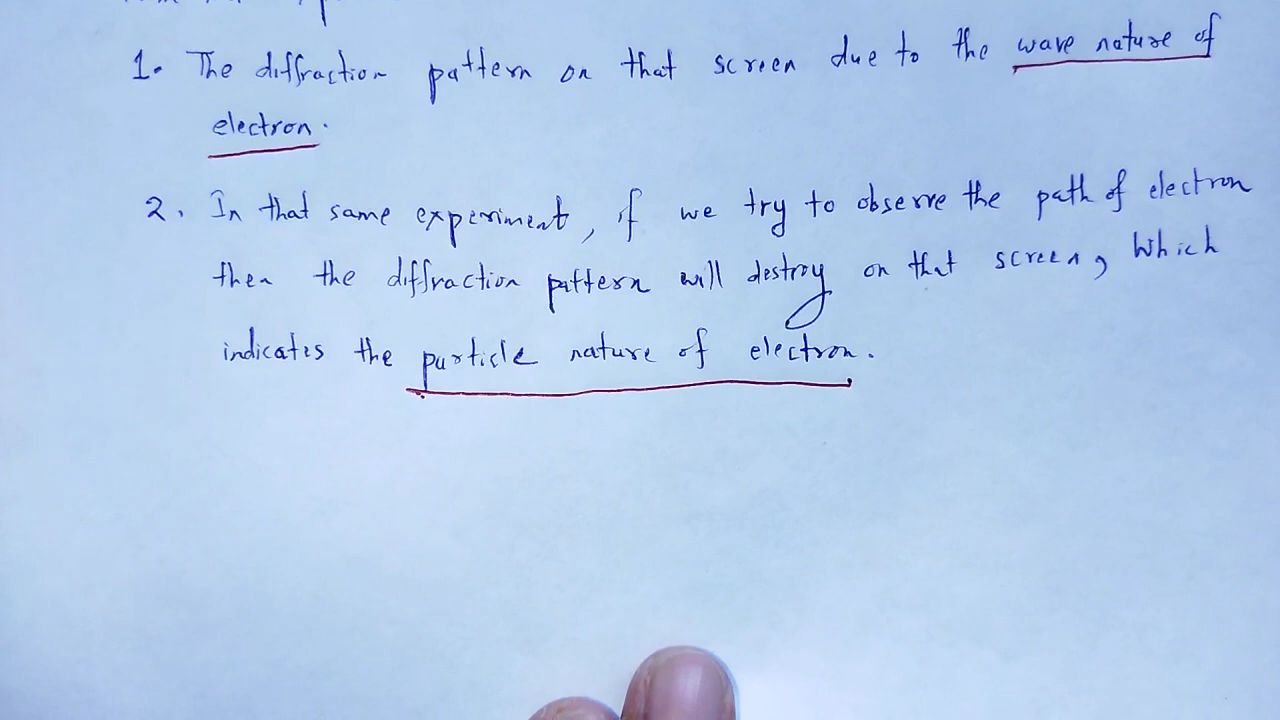 1. The diffraction pattern on that screen due to the wave nature of
electron.
2. In that same experiment, if we try to observe the path of electron
then the diffraction pattern will destroy on that screen, which
indicates the particle nature of electron.